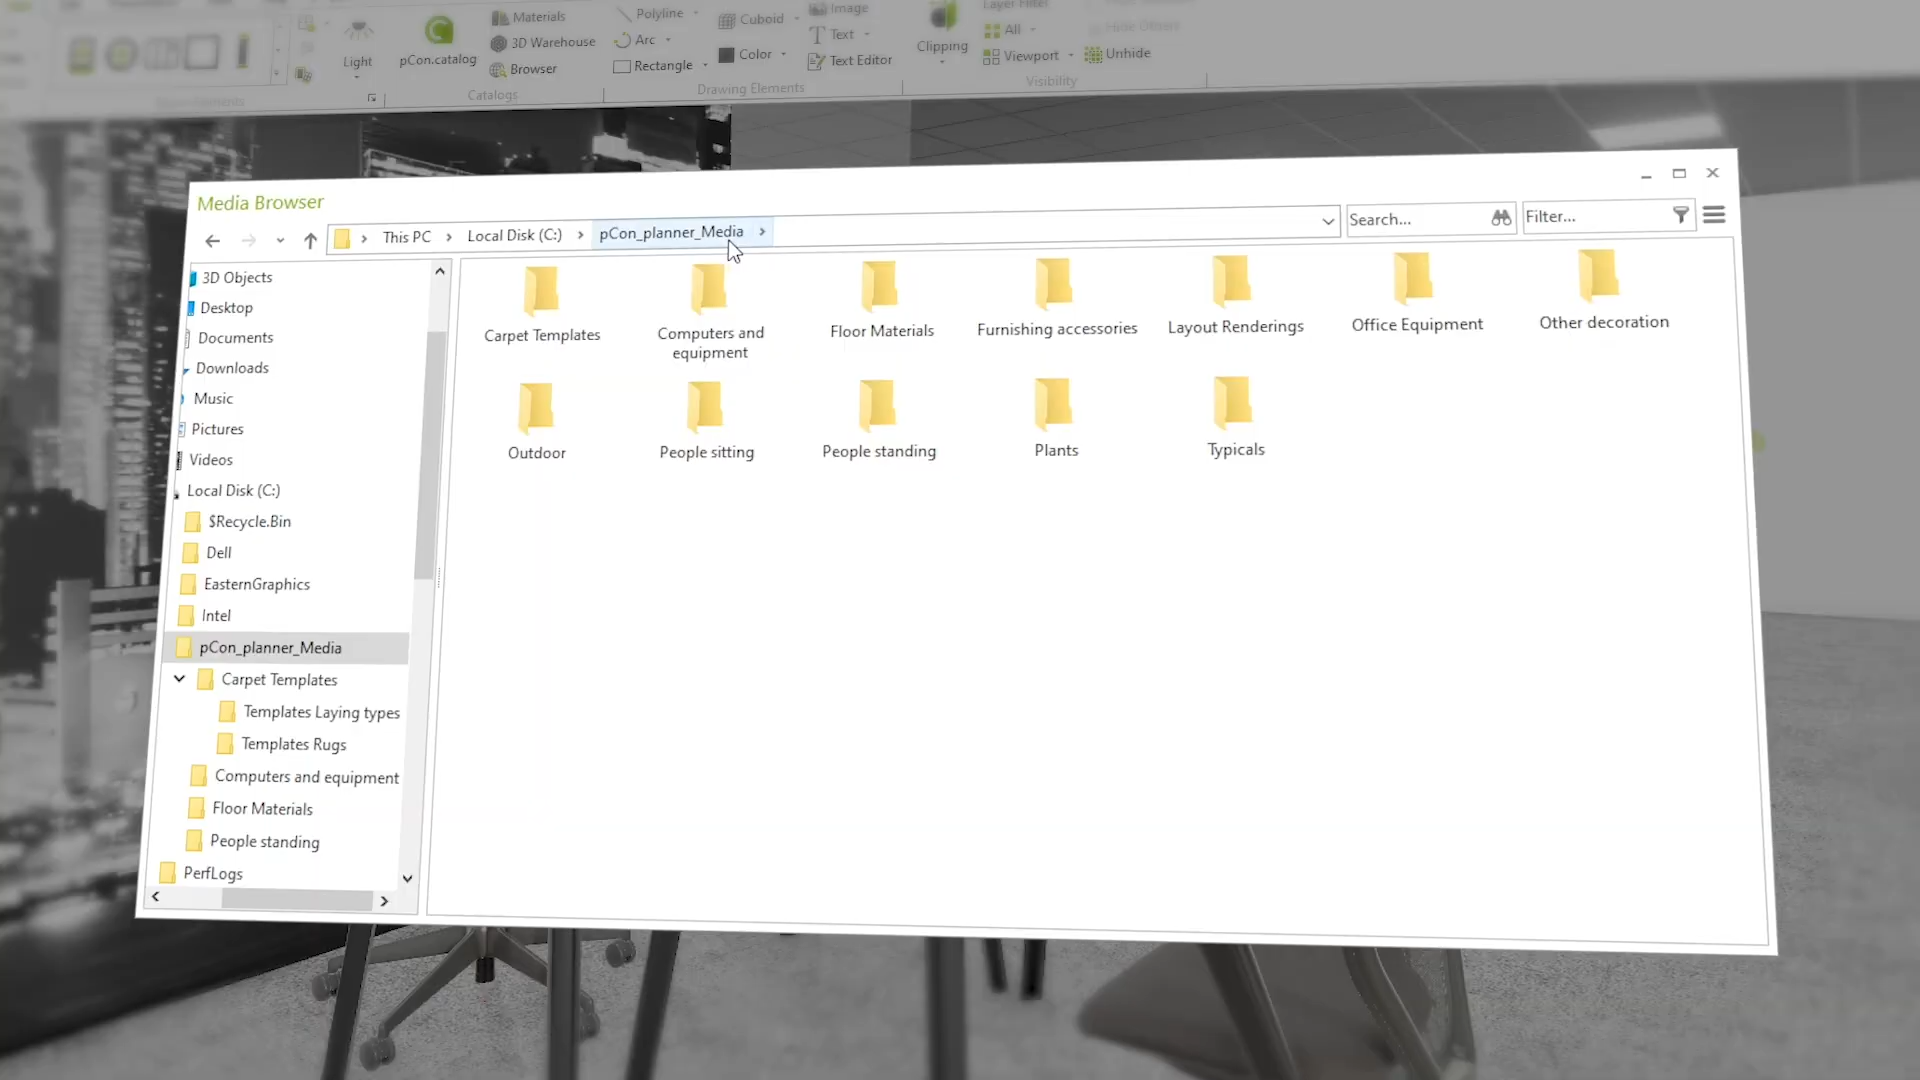 Materials
3D Warehouse
Browser
pCon.catalog
Light
Catalogs
Polyline
Arc
Rectangle
Cuboid
Color
Image
Text
Text Editor
Drawing Elements
Clipping
Layer Filter
All
Viewport
Hide Others
Unhide
Visibility
Media Browser
This PC
Local Disk (C:)
pCon_planner_Media
Search...
Filter...
3D Objects
Desktop
Documents
Downloads
Music
Pictures
Videos
Local Disk (C:)
$Recycle.Bin
Dell
EasternGraphics
Intel
pCon_planner_Media
Carpet Templates
Templates Laying types
Templates Rugs
Computers and equipment
Floor Materials
People standing
PerfLogs
Carpet Templates
Computers and
equipment
Floor Materials
Furnishing accessories
Layout Renderings
Office Equipment
Other decoration
Outdoor
People sitting
People standing
Plants
Typicals